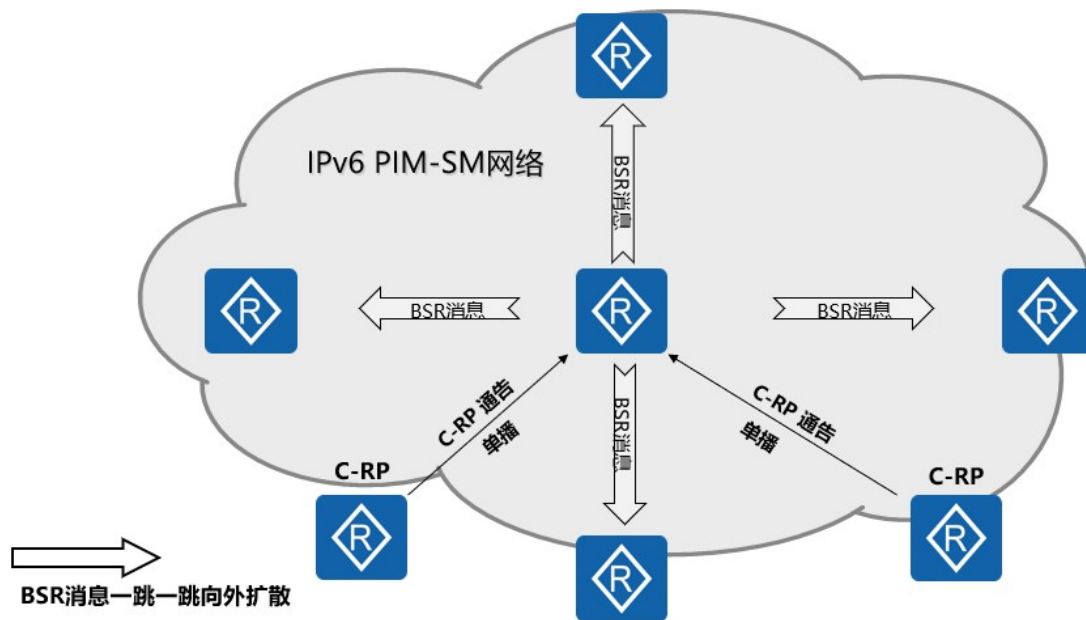 R
BSR消息
IPv6 PIM-SM网络
R
BSR消息
R
BSR消息
R
C-RP 通告
单播
BSR消息
C-RP 通告
单播
C-RP
R
C-RP
R
R
BSR消息一跳一跳向外扩散